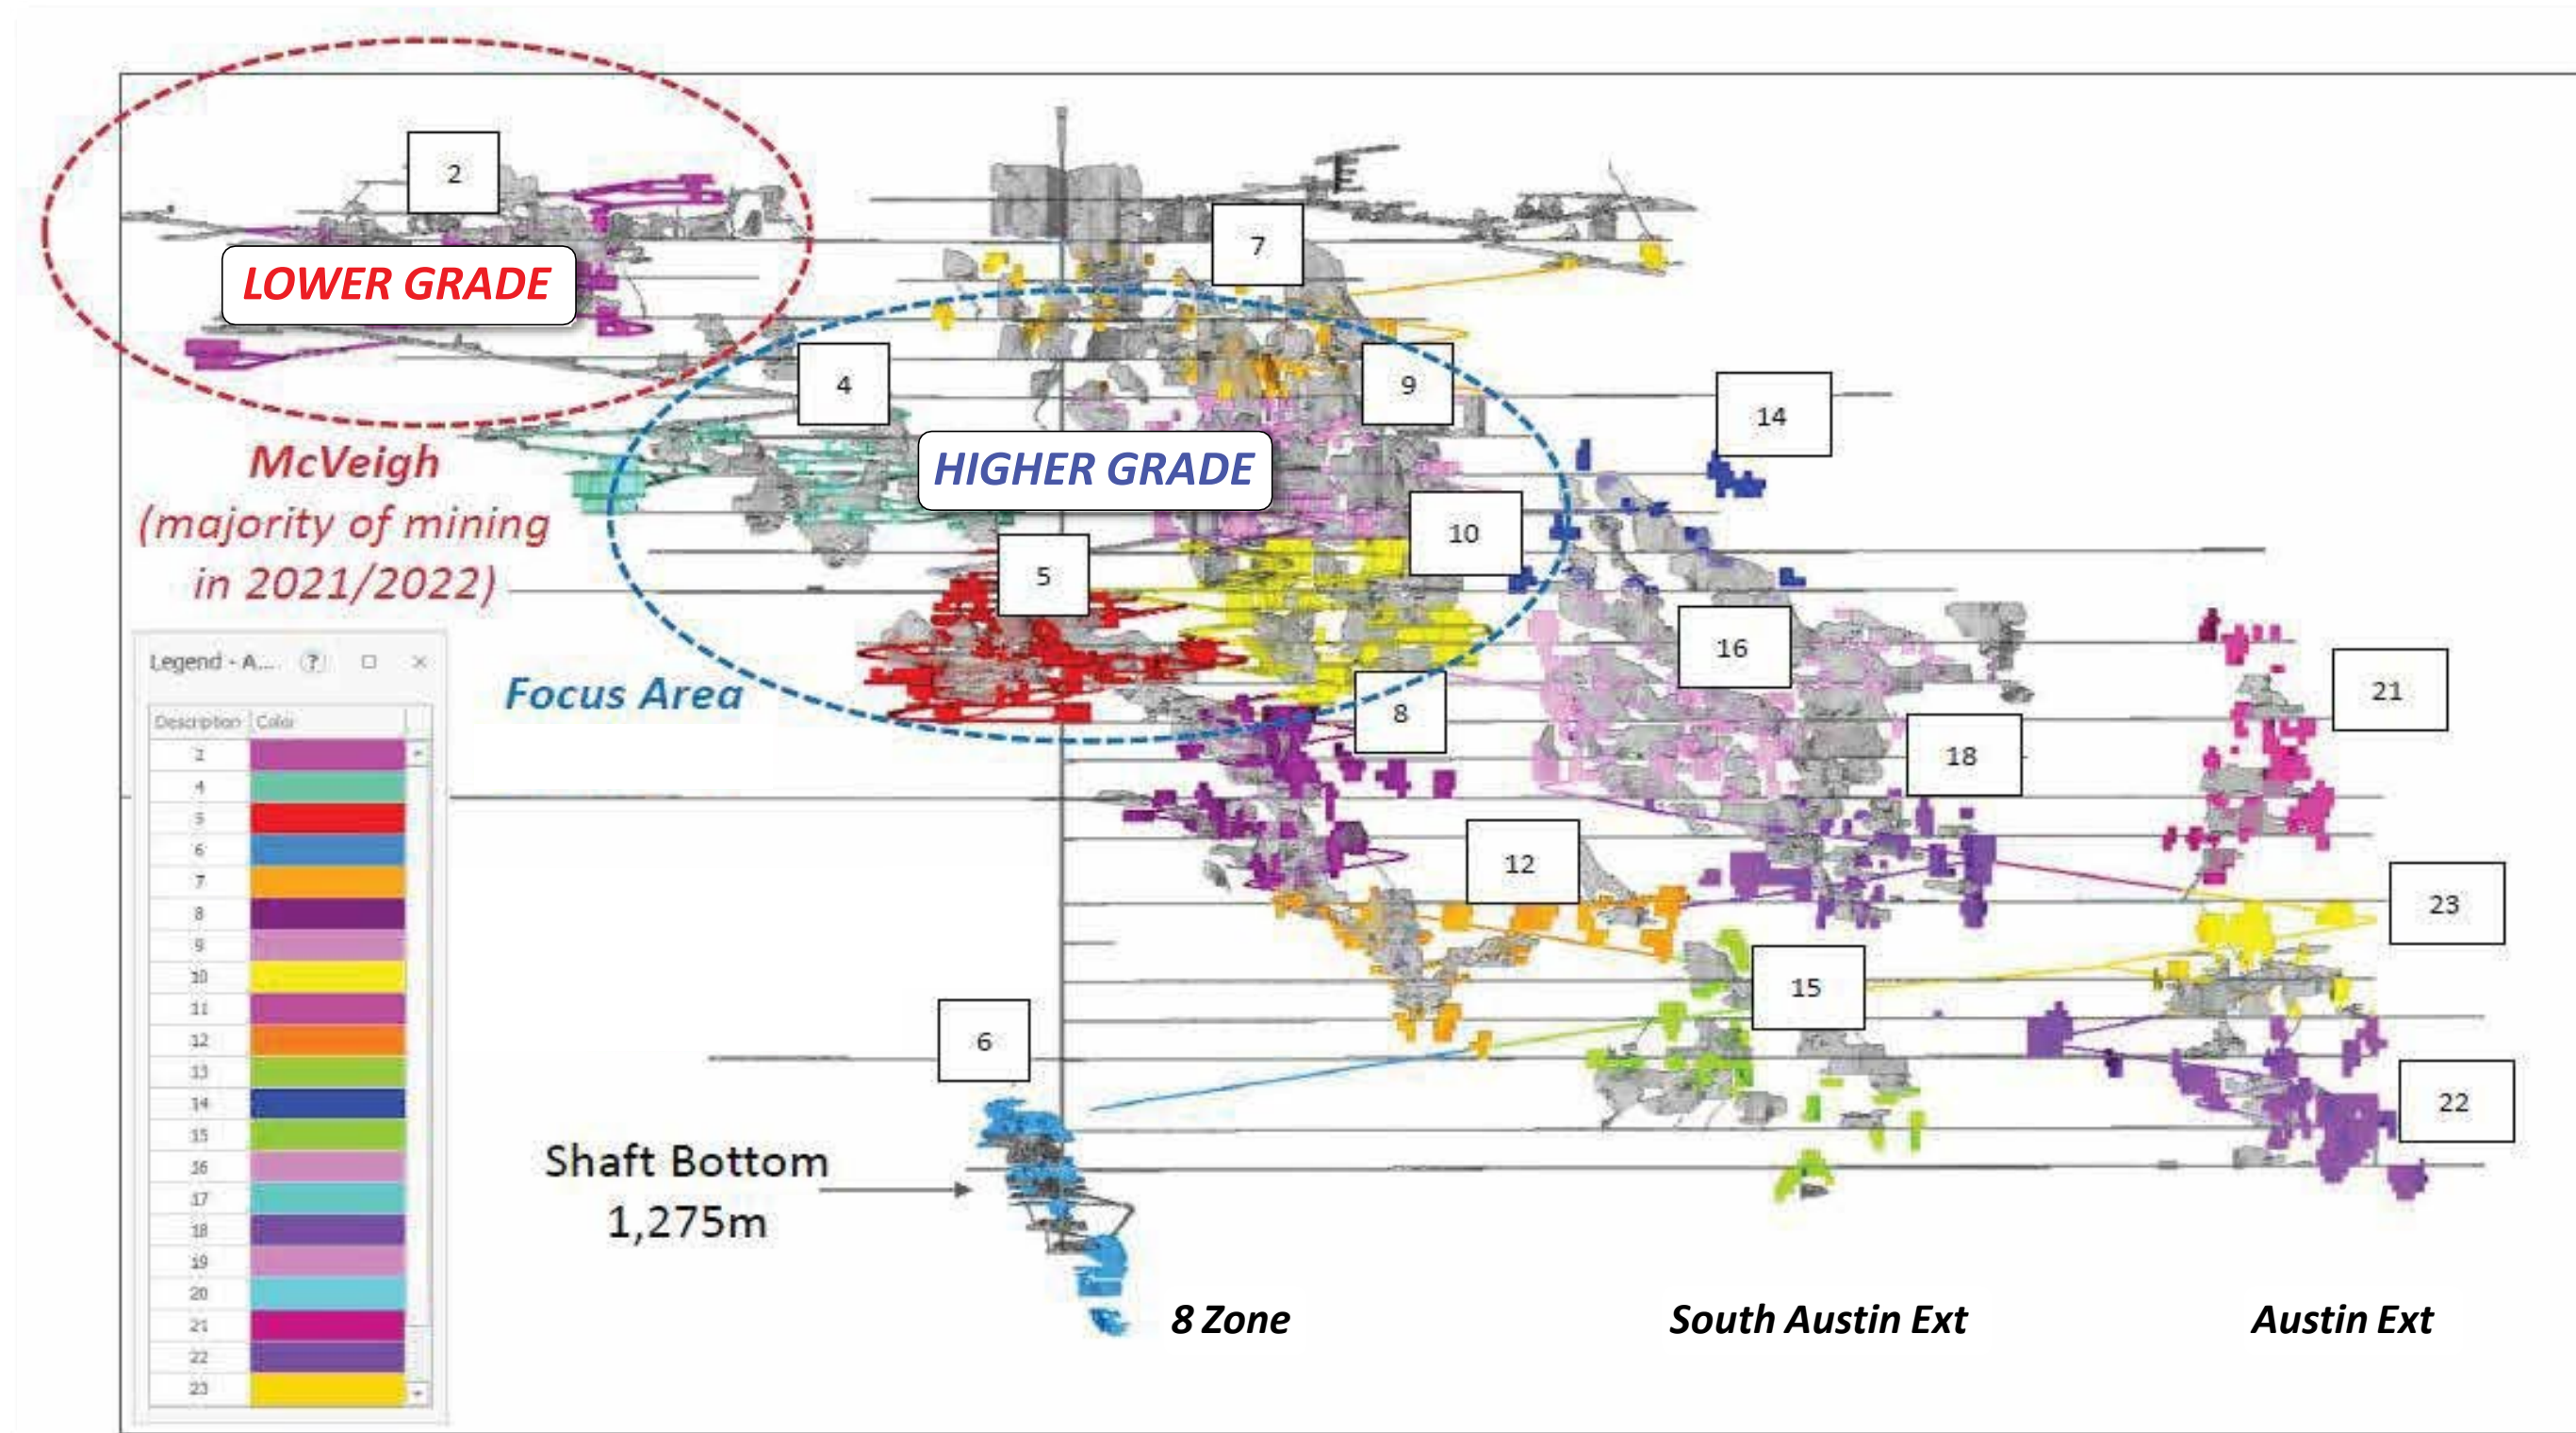 2
LOWER GRADE
7
4
9
14
HIGHER GRADE
McVeigh
(majority of mining
in 2021/2022)
10
5
16
Focus Area
8
21
18
12
23
15
6
22
Shaft Bottom
1,275m
8 Zone
South Austin Ext
Austin Ext
Legend - A... ? □ ×
Description Color
2
4
5
6
7
8
9
10
11
12
13
14
15
16
17
18
19
20
21
22
23